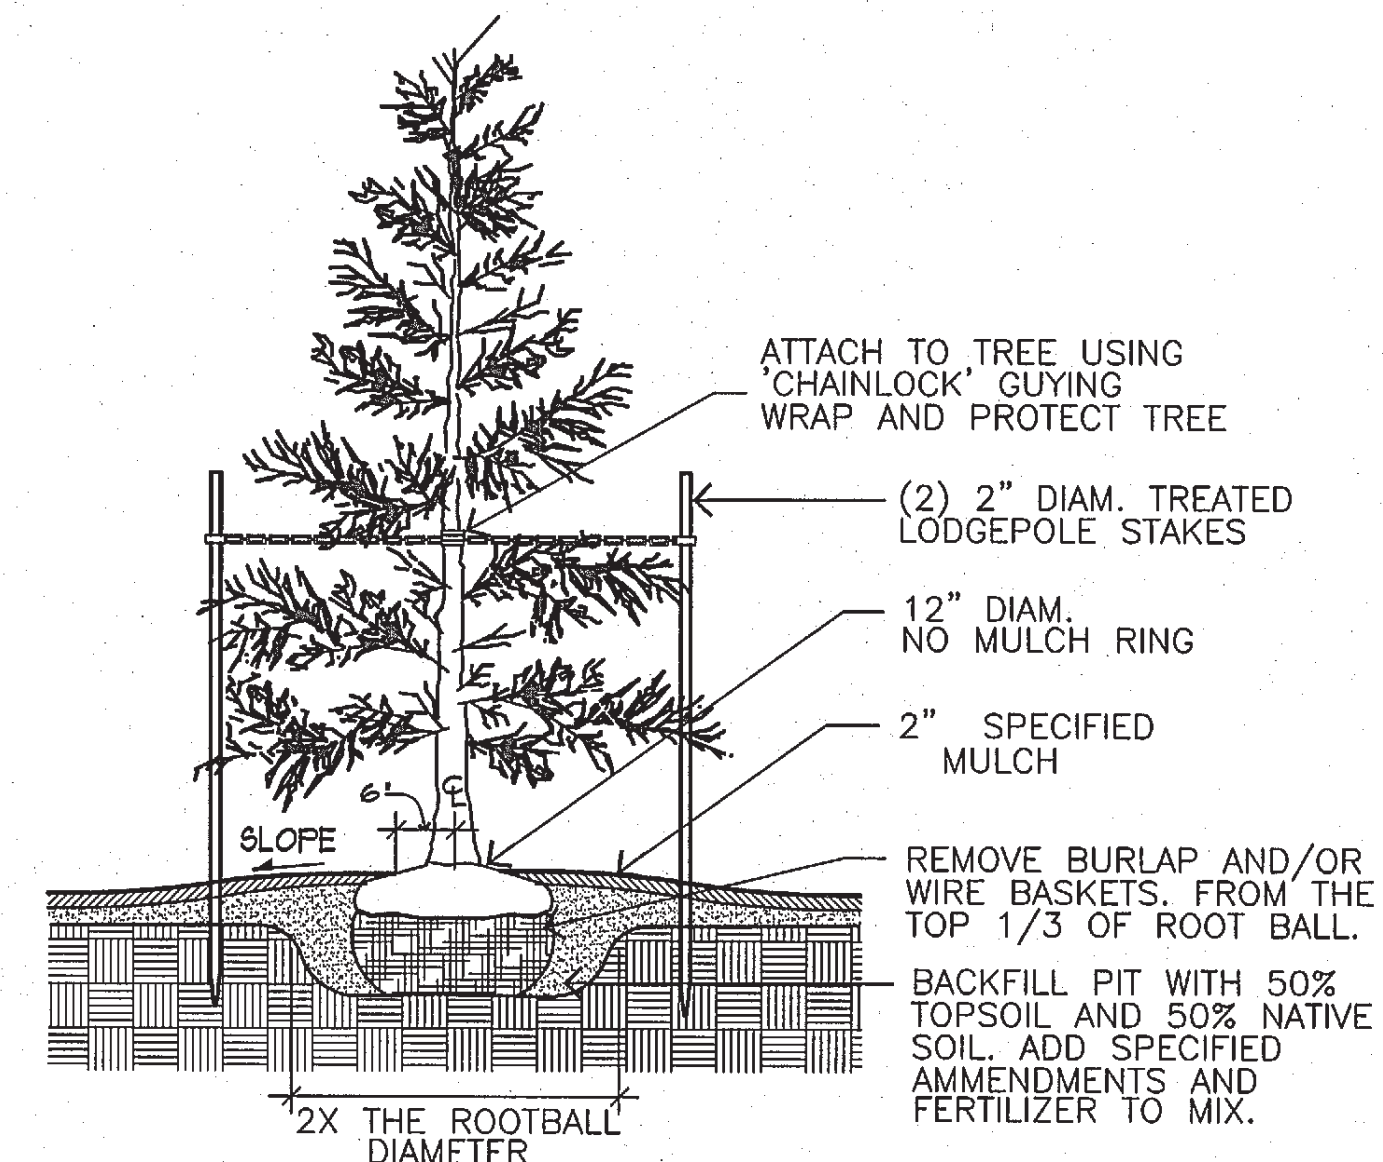 ATTACH TO TREE USING
'CHAINLOCK' GUYING
WRAP AND PROTECT TREE
(2) 2" DIAM. TREATED
LODGEPOLE STAKES
12" DIAM.
NO MULCH RING
2" SPECIFIED
MULCH
6"
℄
SLOPE
REMOVE BURLAP AND/OR
WIRE BASKETS. FROM THE
TOP 1/3 OF ROOT BALL.
BACKFILL PIT WITH 50%
TOPSOIL AND 50% NATIVE
SOIL. ADD SPECIFIED
AMMENDMENTS AND
FERTILIZER TO MIX.
2X THE ROOTBALL
DIAMETER